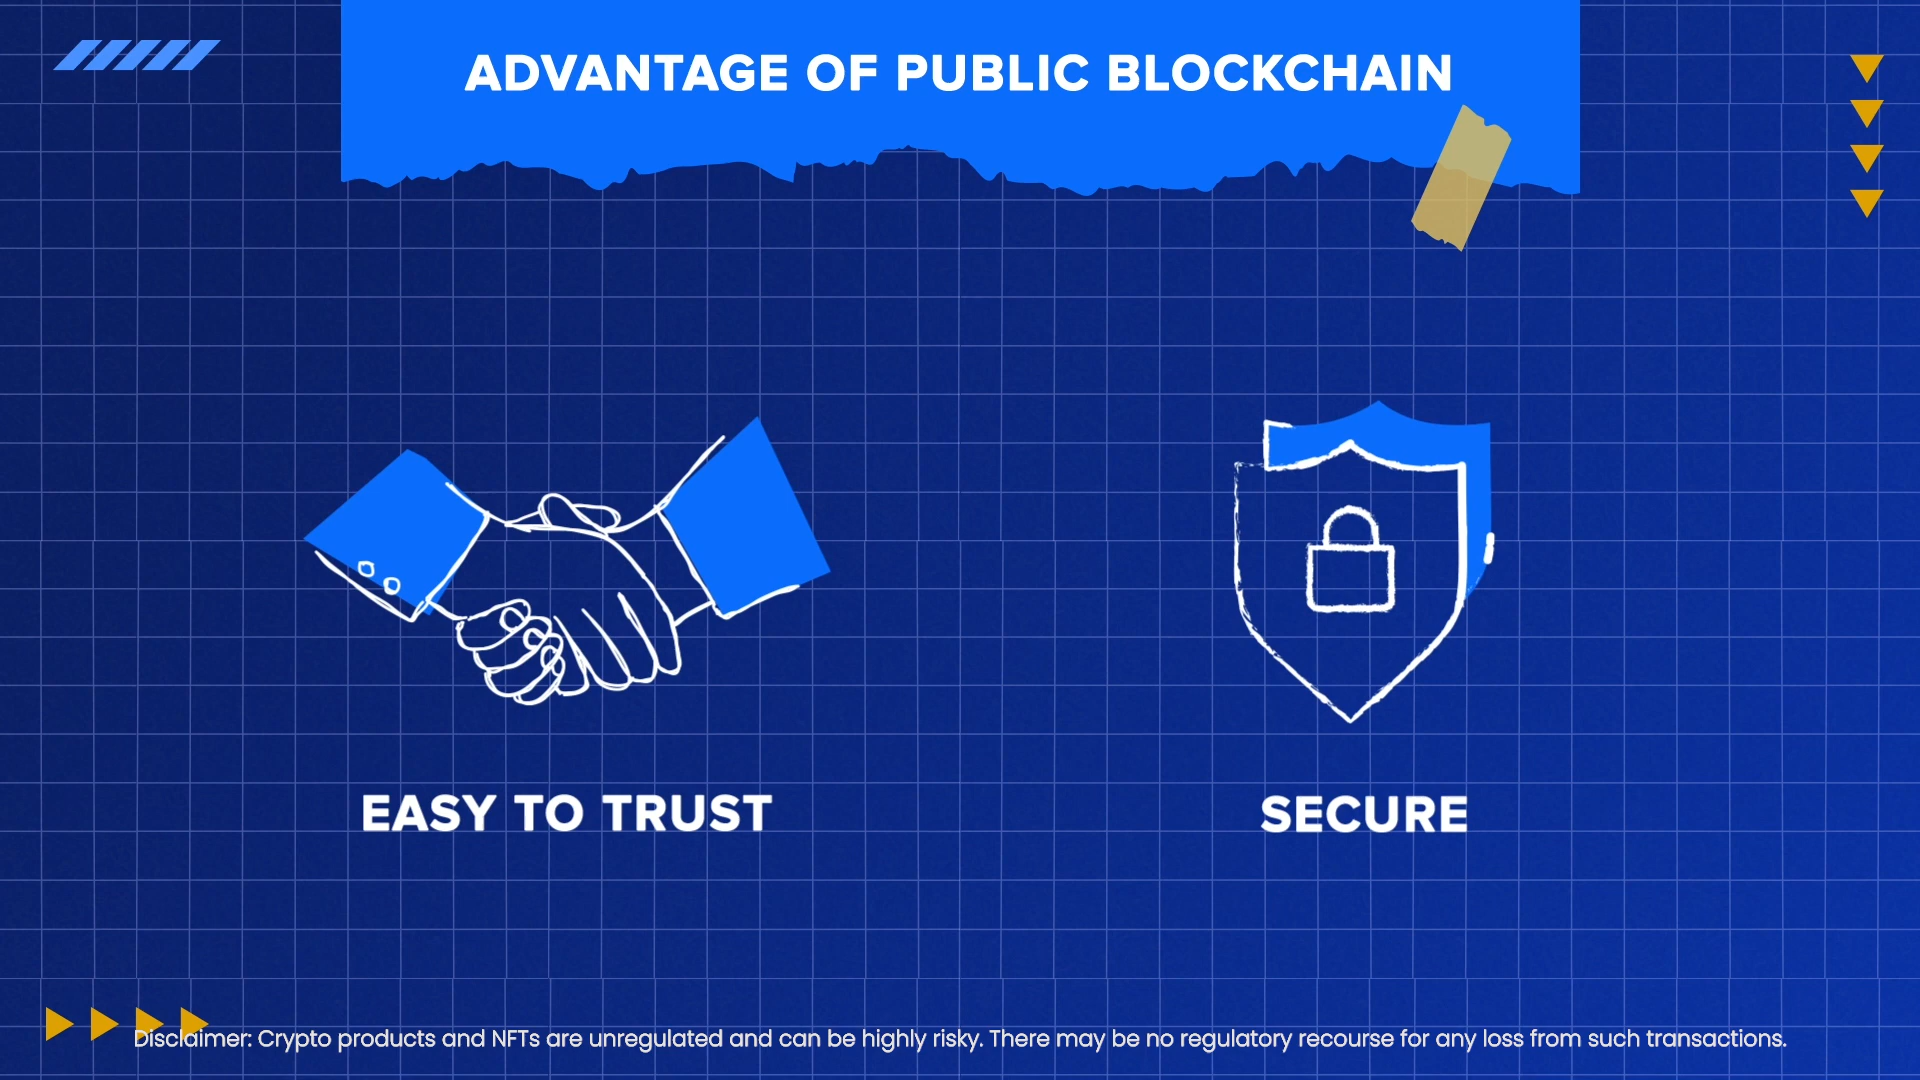 ADVANTAGE OF PUBLIC BLOCKCHAIN
EASY TO TRUST
SECURE
Disclaimer: Crypto products and NFTs are unregulated and can be highly risky. There may be no regulatory recourse for any loss from such transactions.